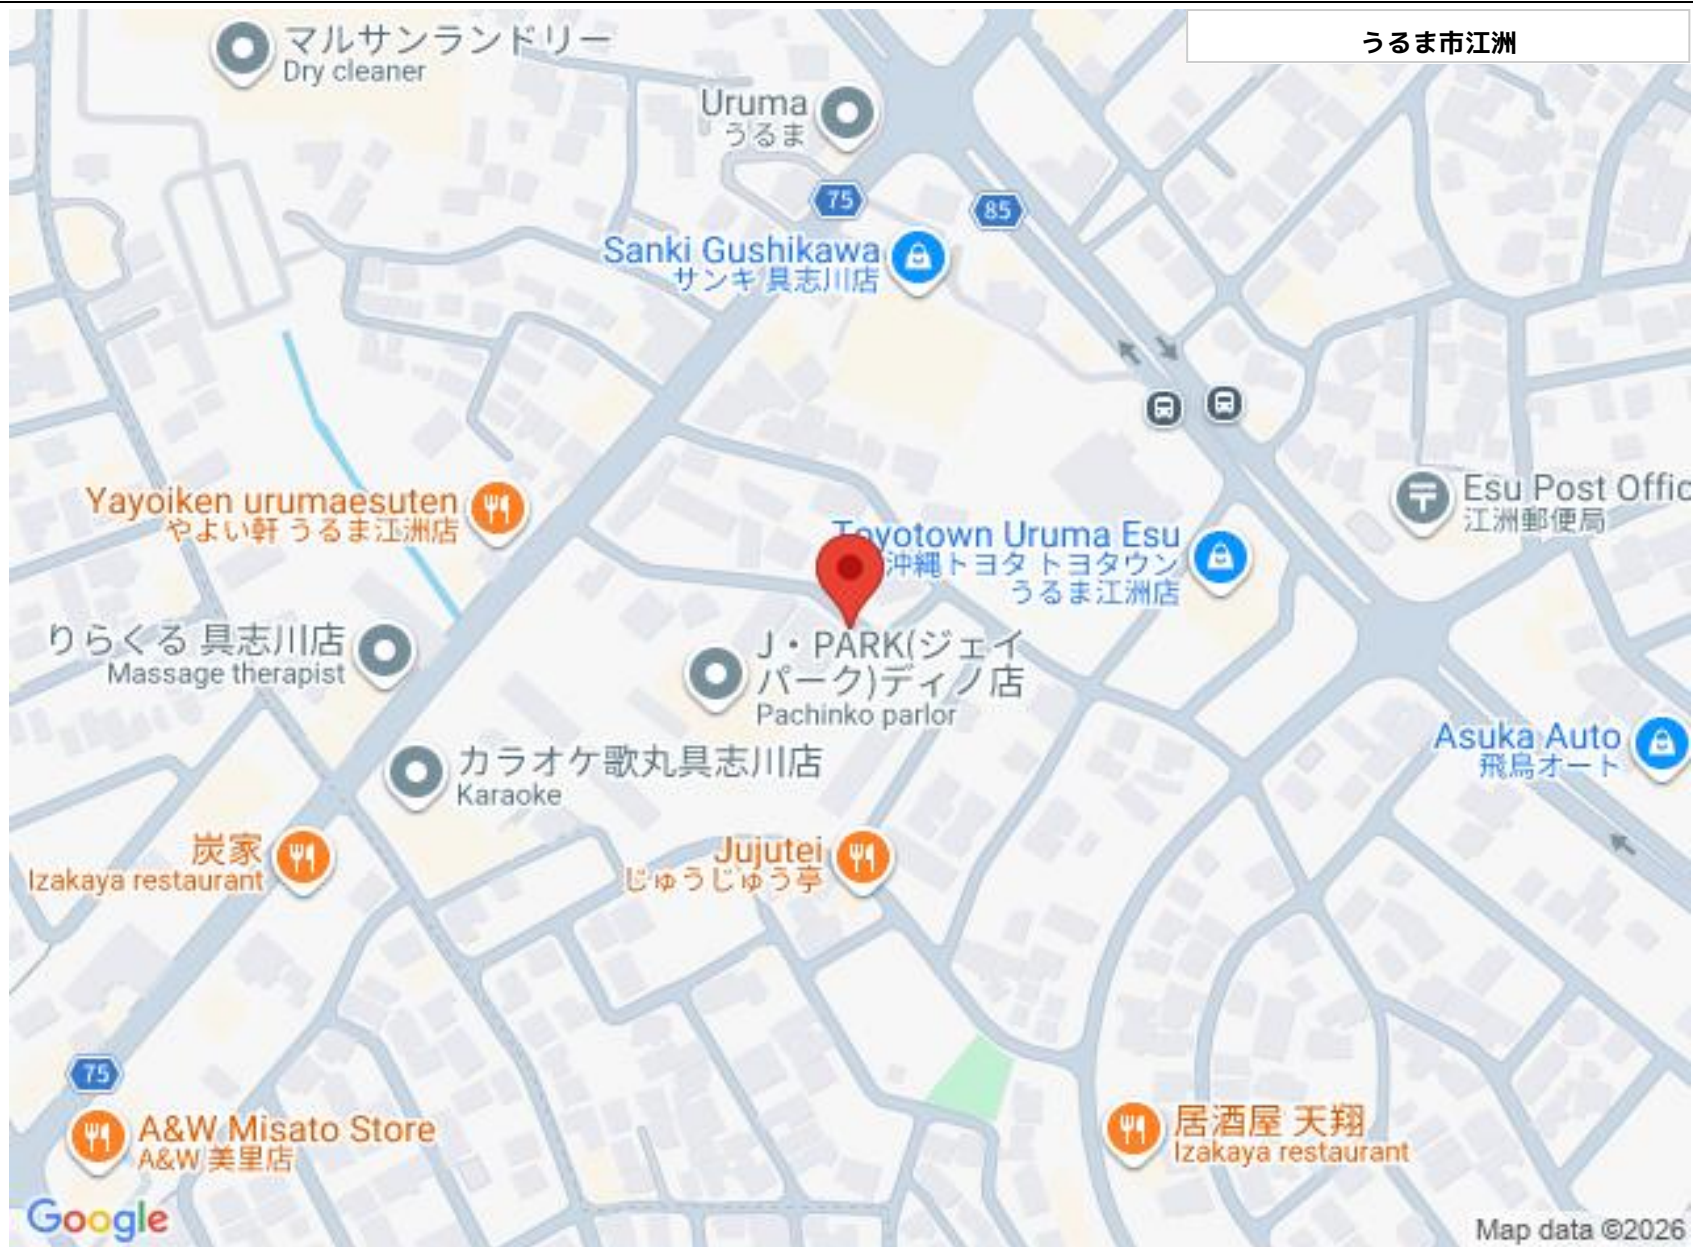 うるま市江洲
マルサンランドリー
Dry cleaner
Uruma
うるま
75
85
Sanki Gushikawa
サンキ 具志川店
Yayoiken urumaesuten
やよい軒 うるま江洲店
Esu Post Offic
江洲郵便局
Toyotown Uruma Esu
沖縄トヨタ トヨタウン
うるま江洲店
りらくる 具志川店
Massage therapist
J・PARK(ジェイ
パーク)ディノ店
Pachinko parlor
Asuka Auto
飛鳥オート
カラオケ歌丸具志川店
Karaoke
炭家
Izakaya restaurant
Jujutei
じゅうじゅう亭
75
A&W Misato Store
A&W 美里店
居酒屋 天翔
Izakaya restaurant
Google
Map data ©2026